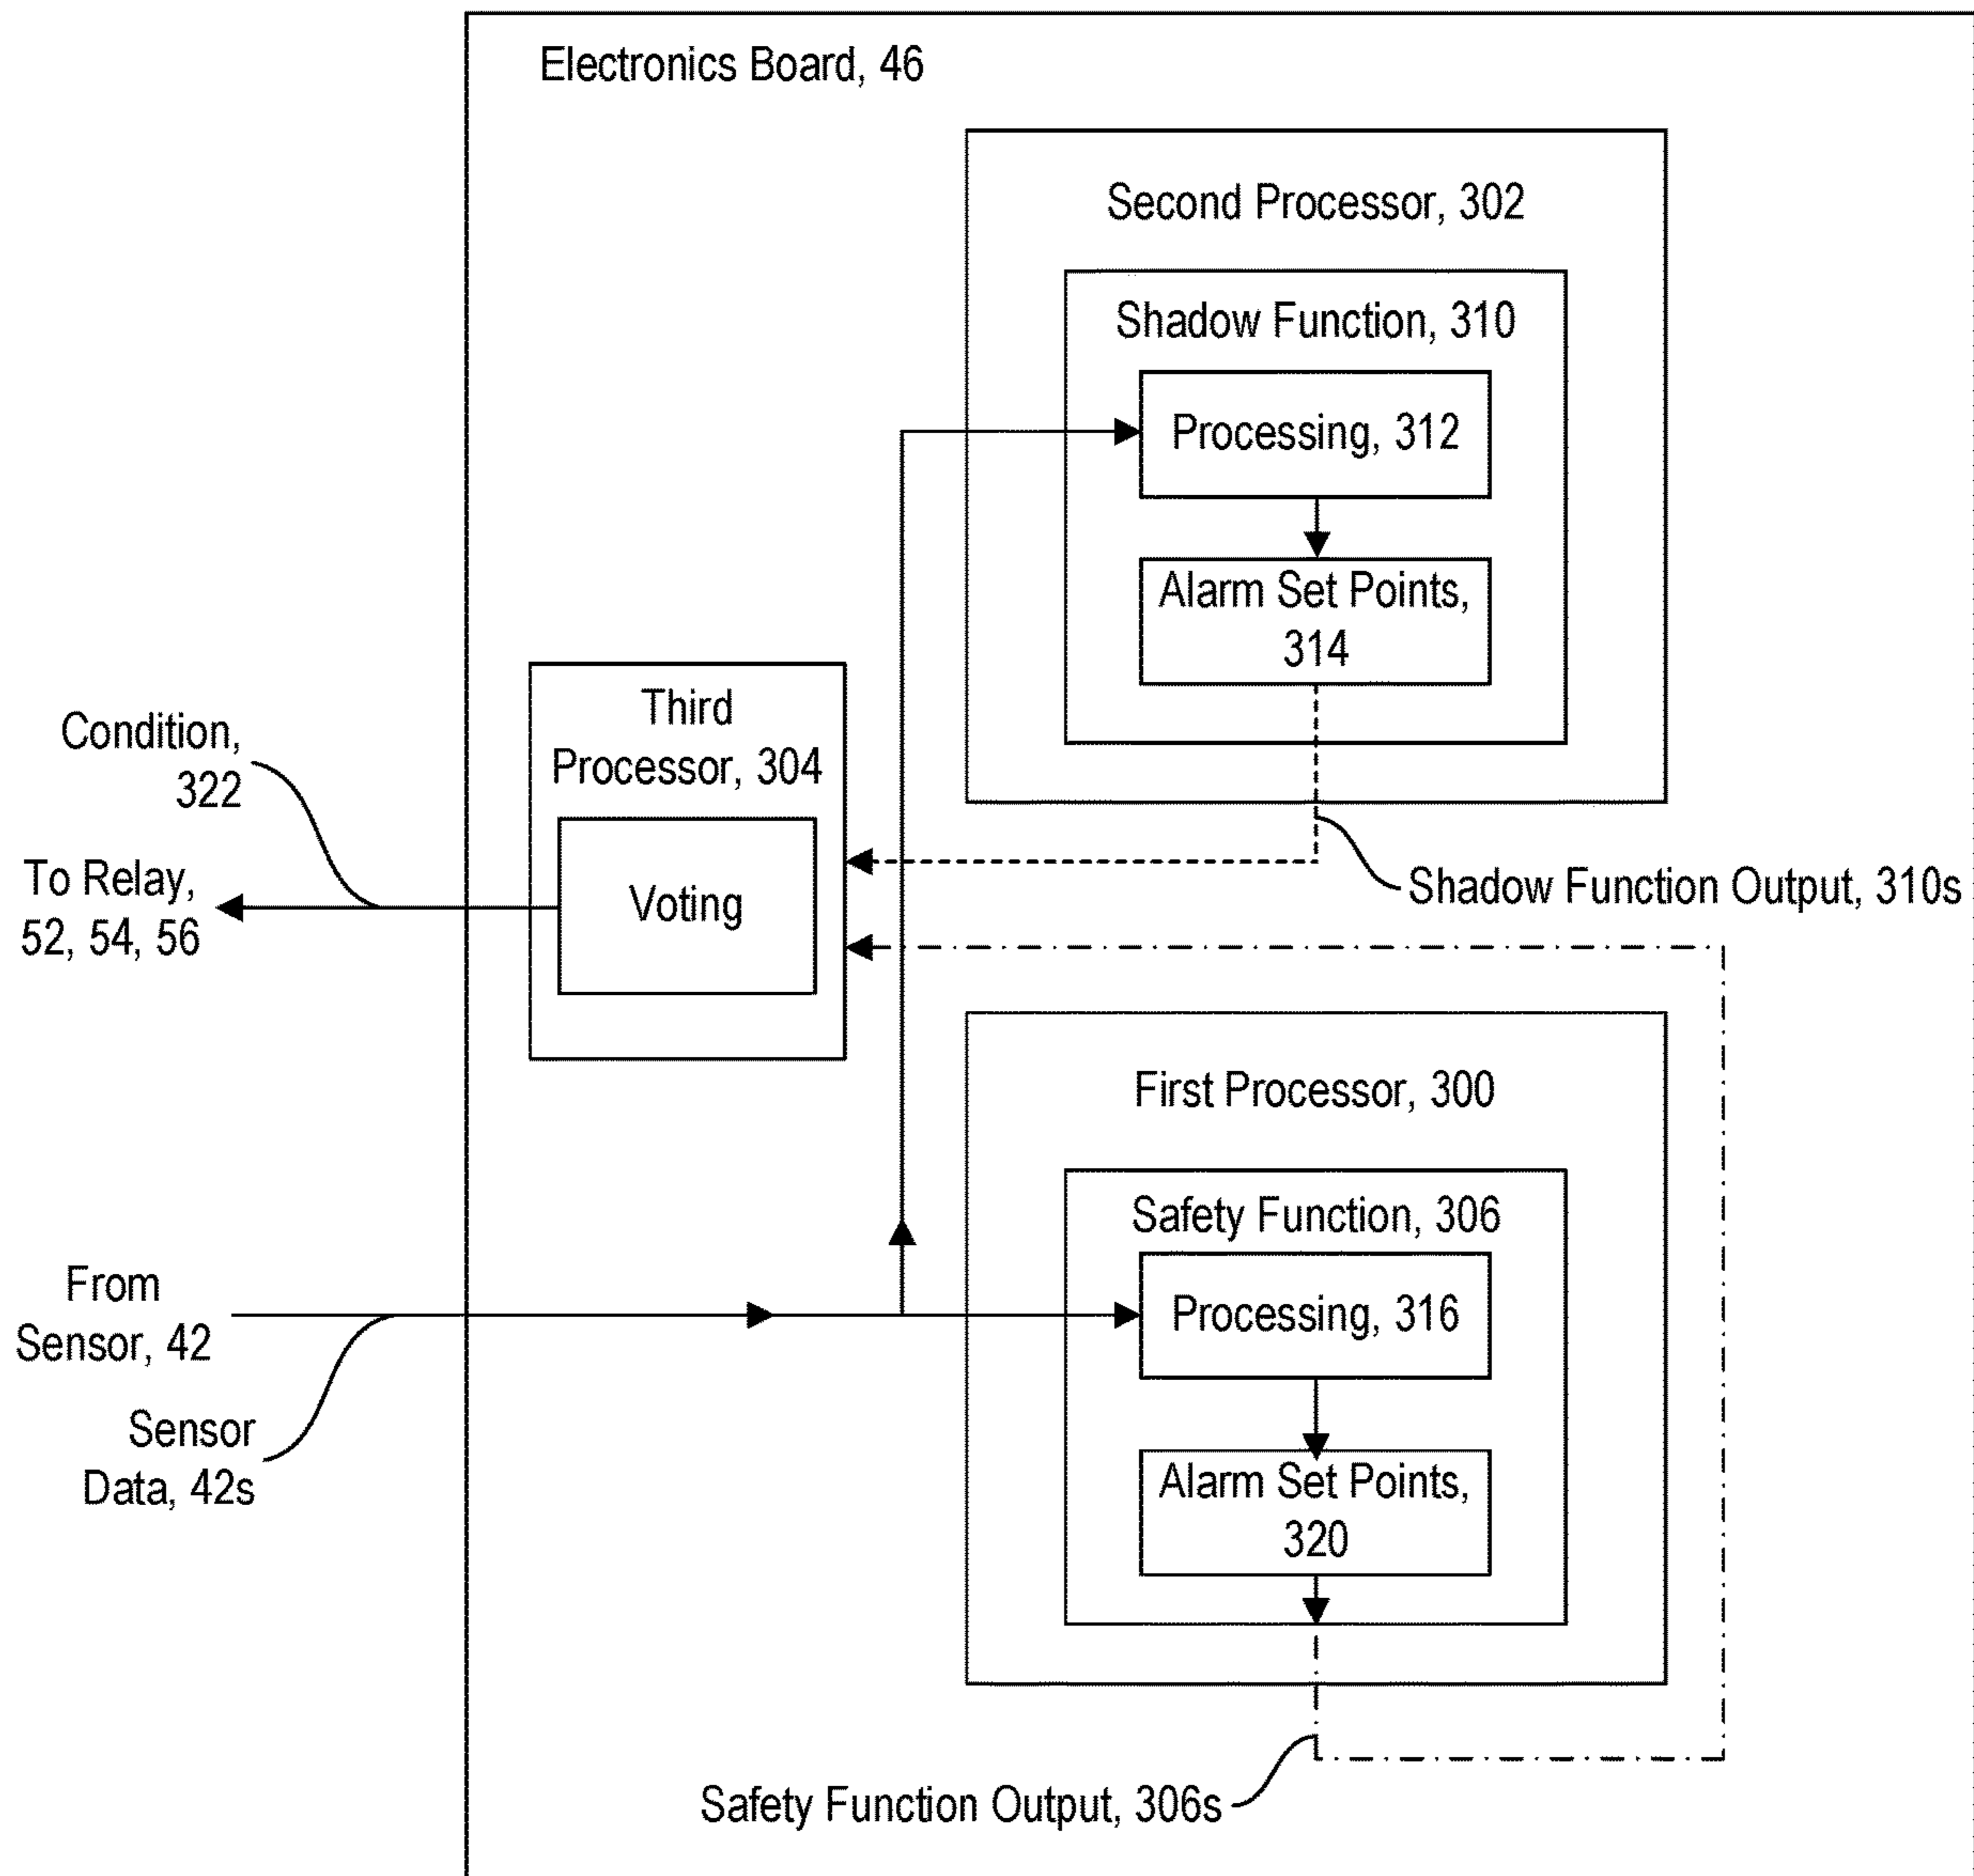 Electronics Board, 46
Second Processor, 302
Shadow Function, 310
Processing, 312
Alarm Set Points,
314
Third
Processor, 304
Voting
Condition,
322
To Relay,
52, 54, 56
Shadow Function Output, 310s
First Processor, 300
Safety Function, 306
Processing, 316
Alarm Set Points,
320
From
Sensor, 42
Sensor
Data, 42s
Safety Function Output, 306s